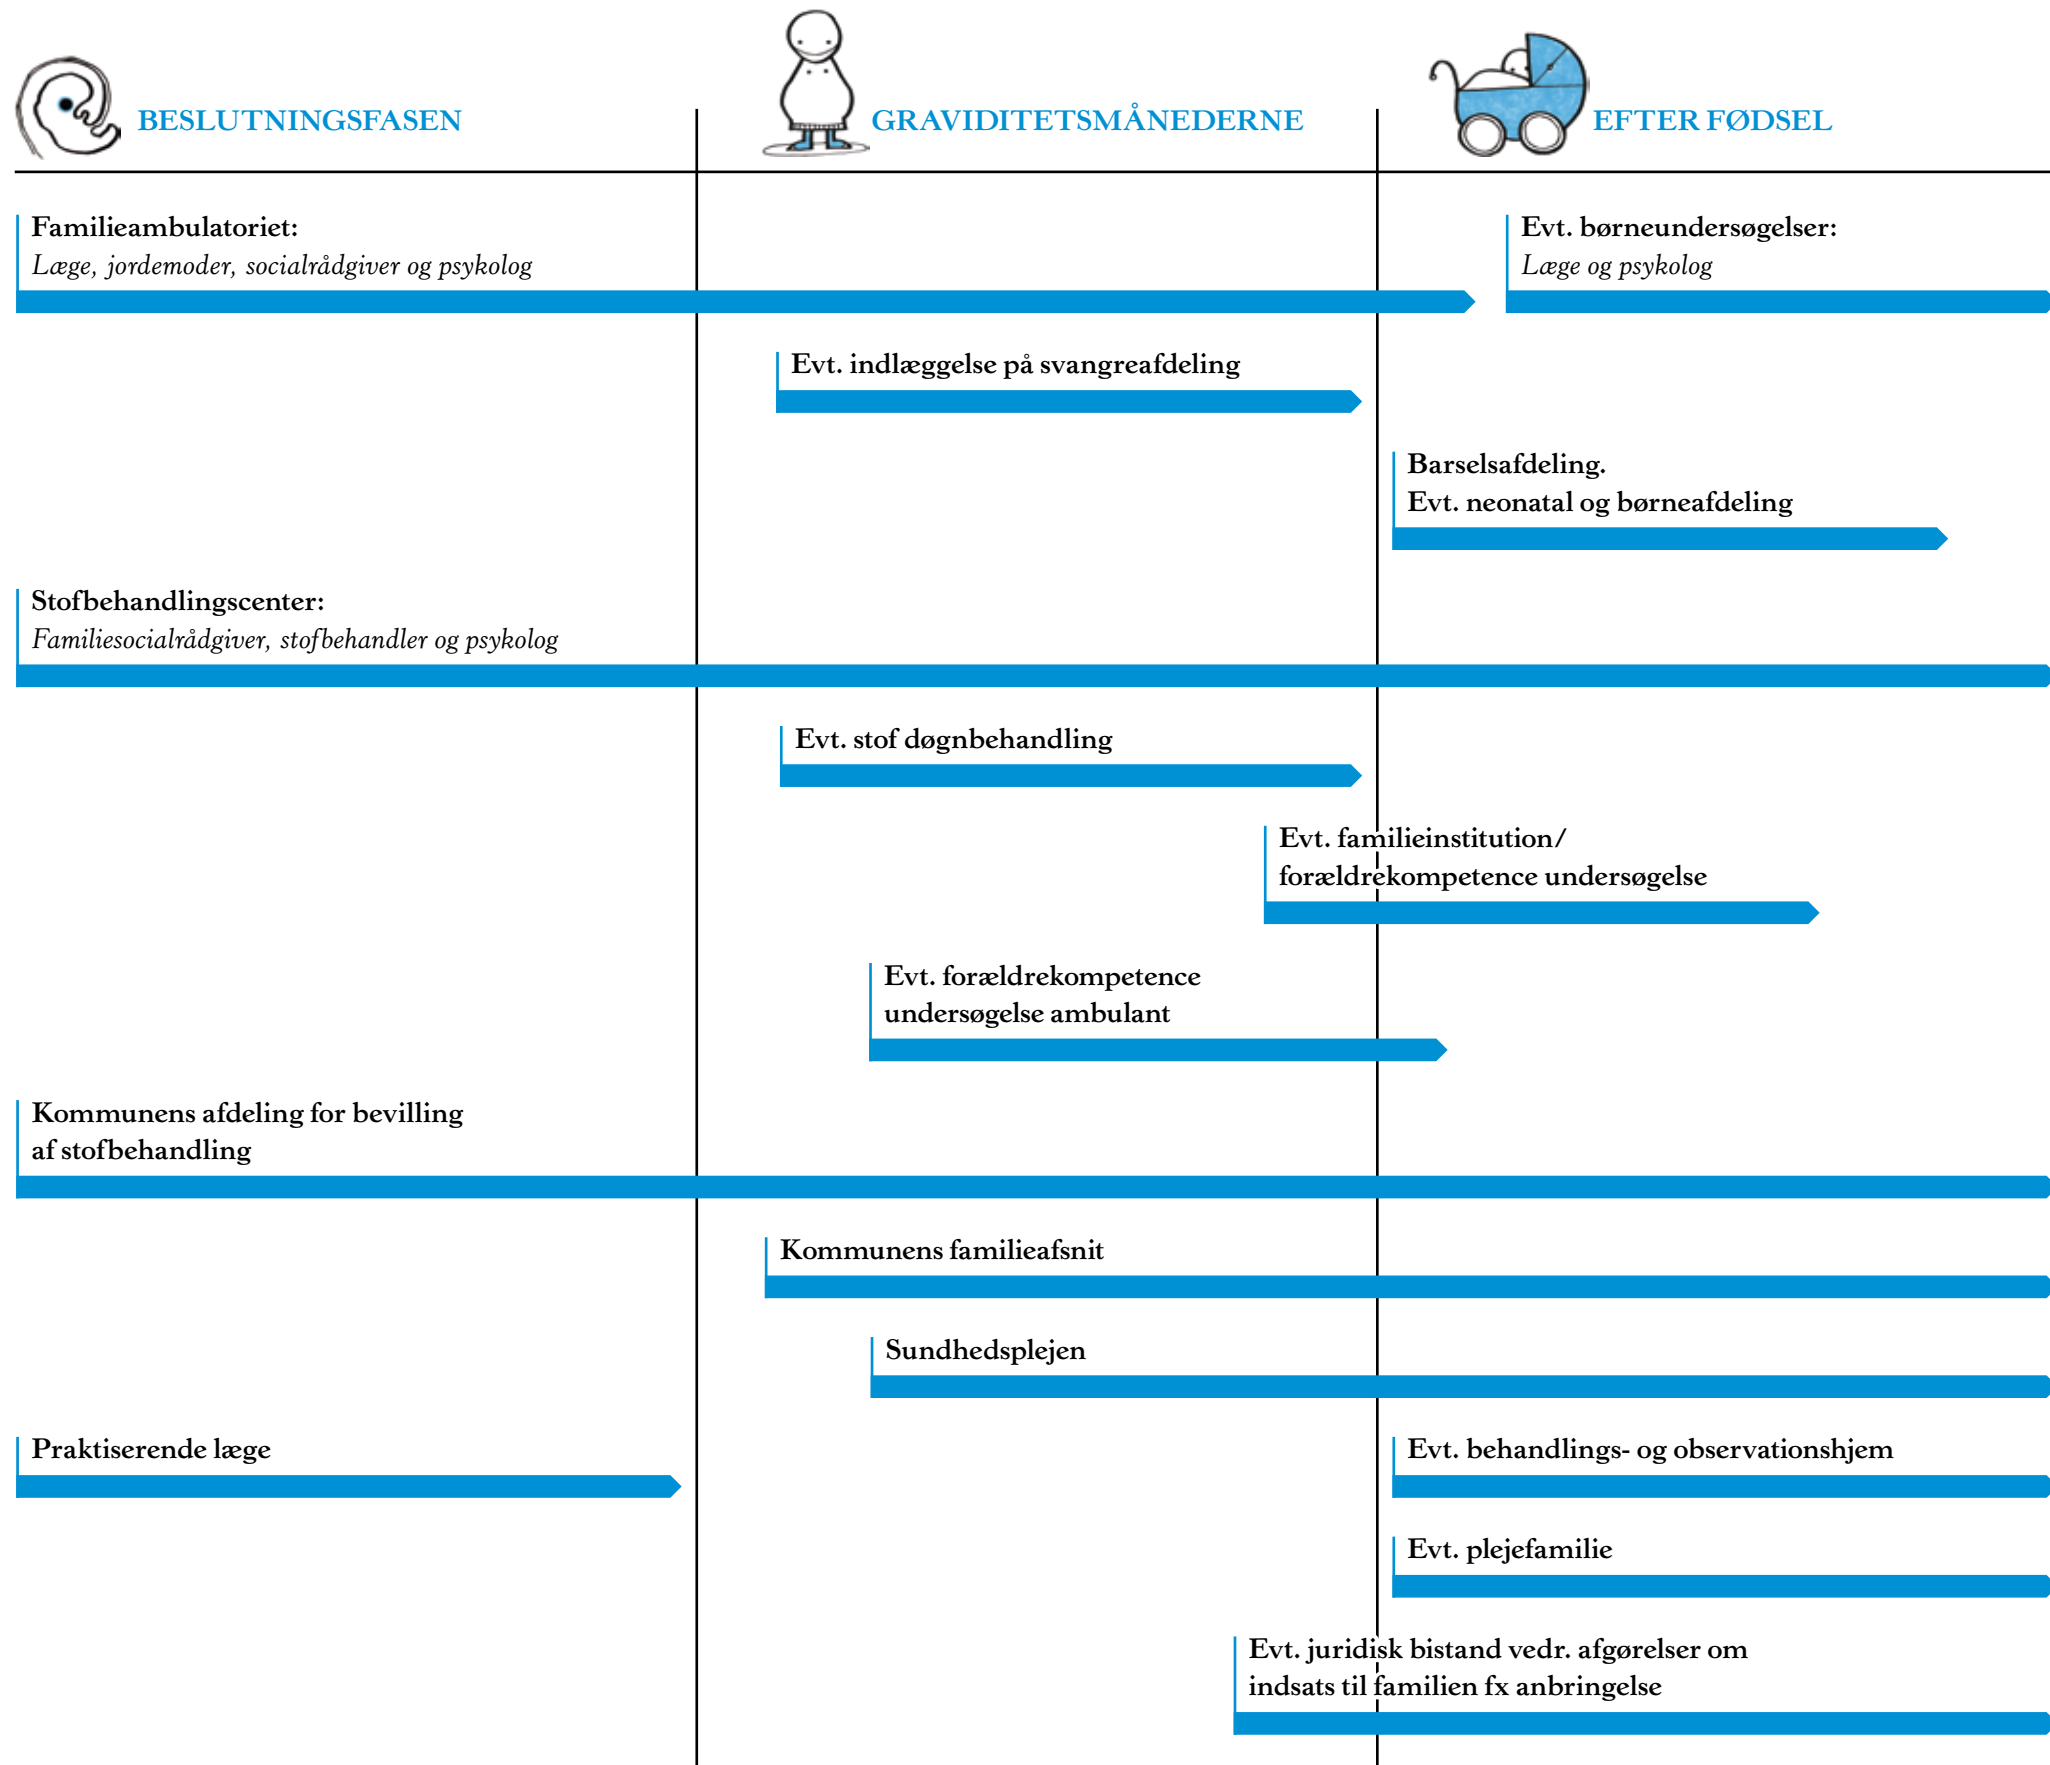 BESLUTNINGSFASEN
GRAVIDITETSMÅNEDERNE
EFTER FØDSEL
Familieambulatoriet:
Læge, jordemoder, socialrådgiver og psykolog
Evt. børneundersøgelser:
Læge og psykolog
Evt. indlæggelse på svangreafdeling
Barselsafdeling.
Evt. neonatal og børneafdeling
Stofbehandlingscenter:
Familiesocialrådgiver, stofbehandler og psykolog
Evt. stof døgnbehandling
Evt. familieinstitution/
forældrekompetence undersøgelse
Evt. forældrekompetence
undersøgelse ambulant
Kommunens afdeling for bevilling
af stofbehandling
Kommunens familieafsnit
Sundhedsplejen
Praktiserende læge
Evt. behandlings- og observationshjem
Evt. plejefamilie
Evt. juridisk bistand vedr. afgørelser om
indsats til familien fx anbringelse